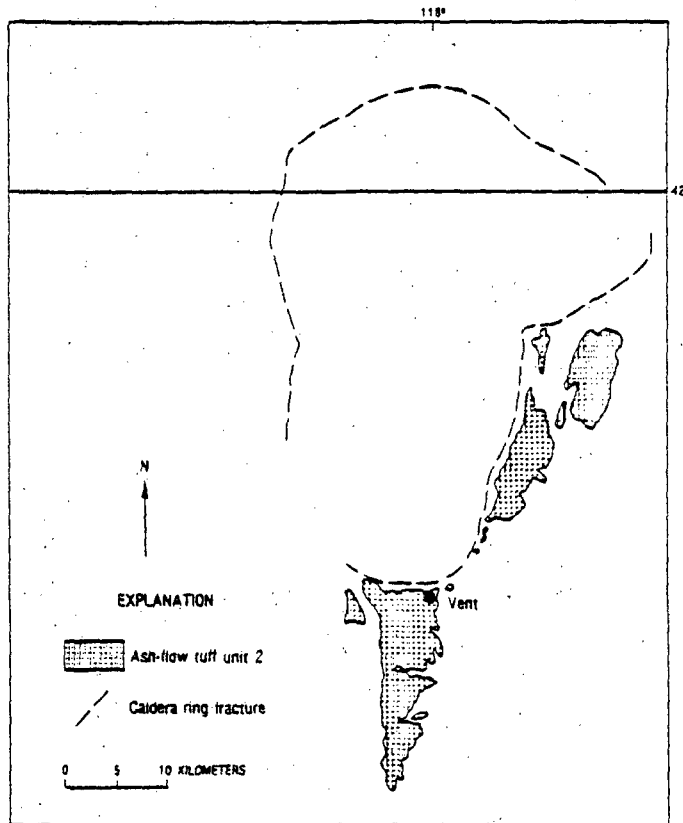 118°
42
N
Vent
EXPLANATION
Ash-flow tuff unit 2
Caldera ring fracture
0 5 10 KILOMETERS